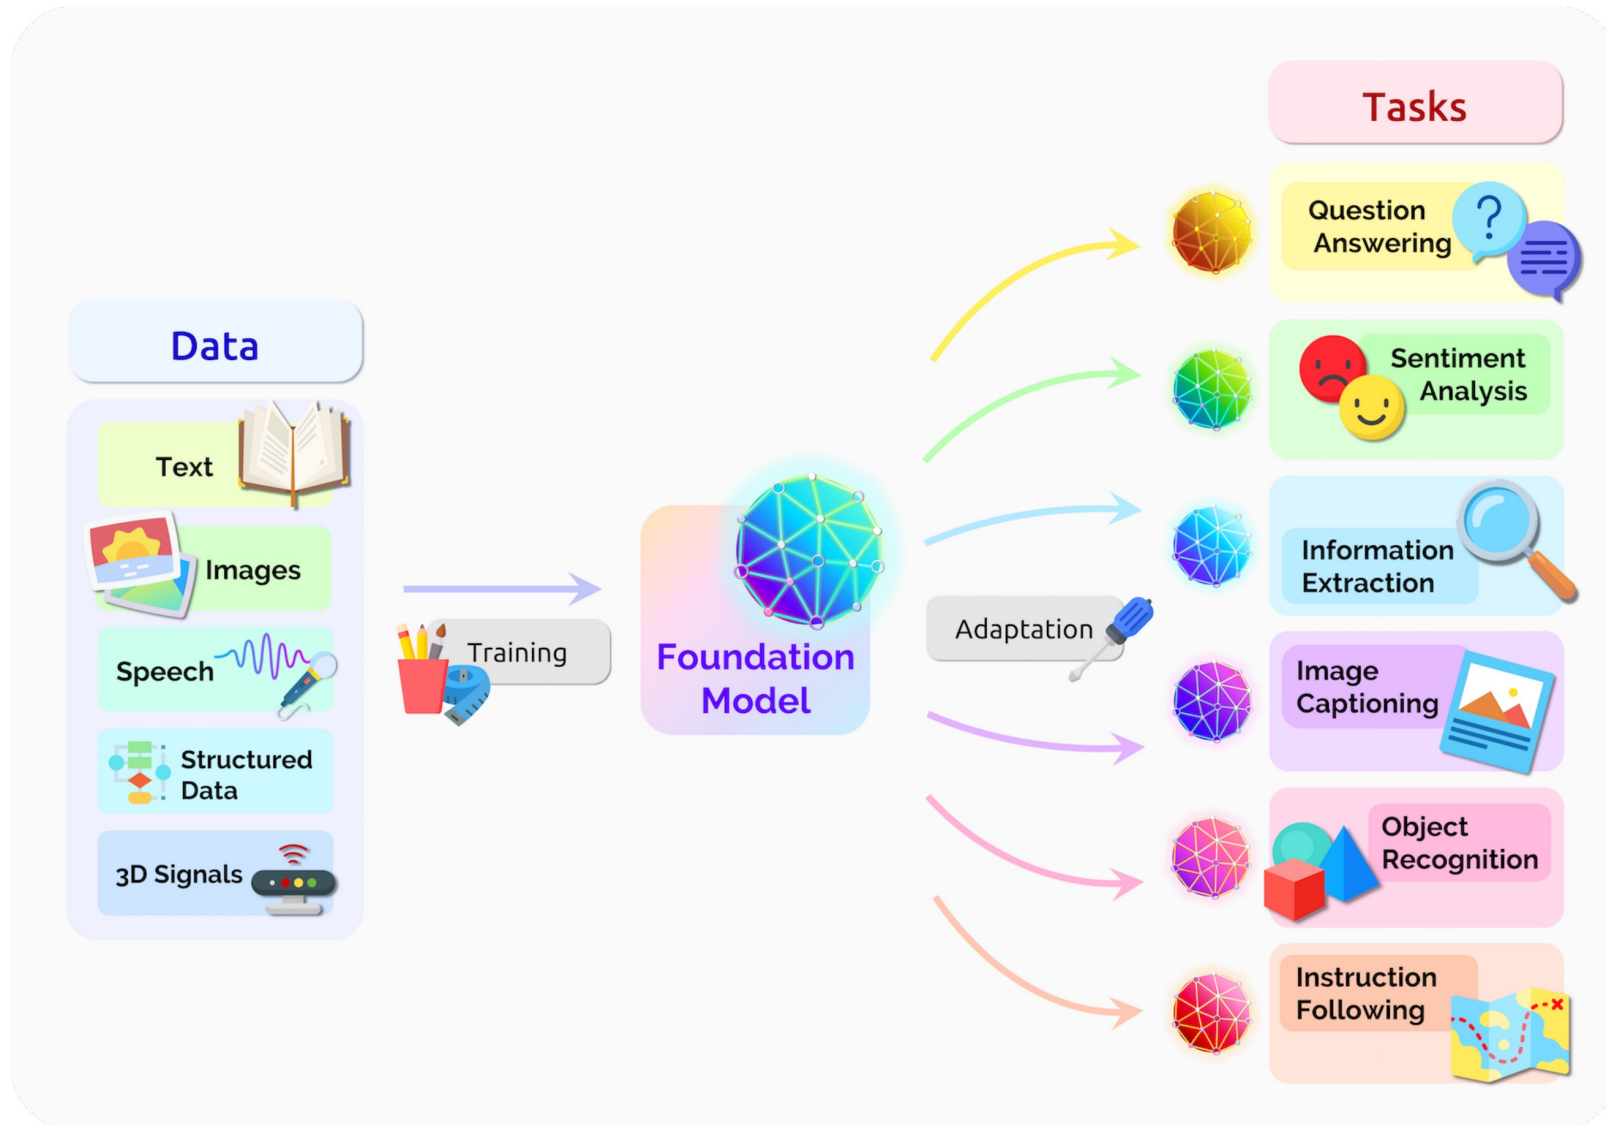 Data
Text
Images
Speech
Structured
Data
3D Signals
Training
Foundation
Model
Adaptation
Tasks
Question
Answering
?
Sentiment
Analysis
Information
Extraction
Image
Captioning
Object
Recognition
Instruction
Following